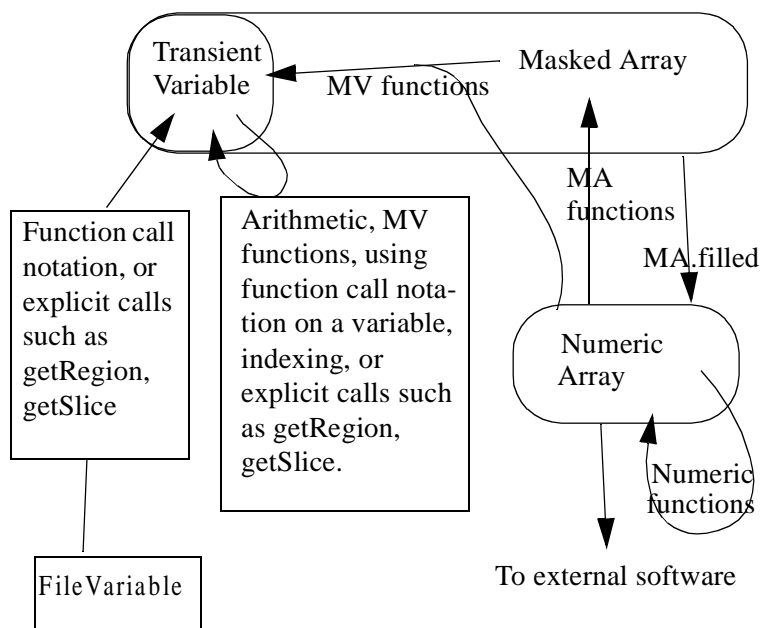 Transient
Variable
Masked Array
MV functions
MA
functions
MA.filled
Function call
notation, or
explicit calls
such as
getRegion,
getSlice
Arithmetic, MV
functions, using
function call nota-
tion on a variable,
indexing, or
explicit calls such
as getRegion,
getSlice.
Numeric
Array
Numeric
functions
To external software
FileVariable